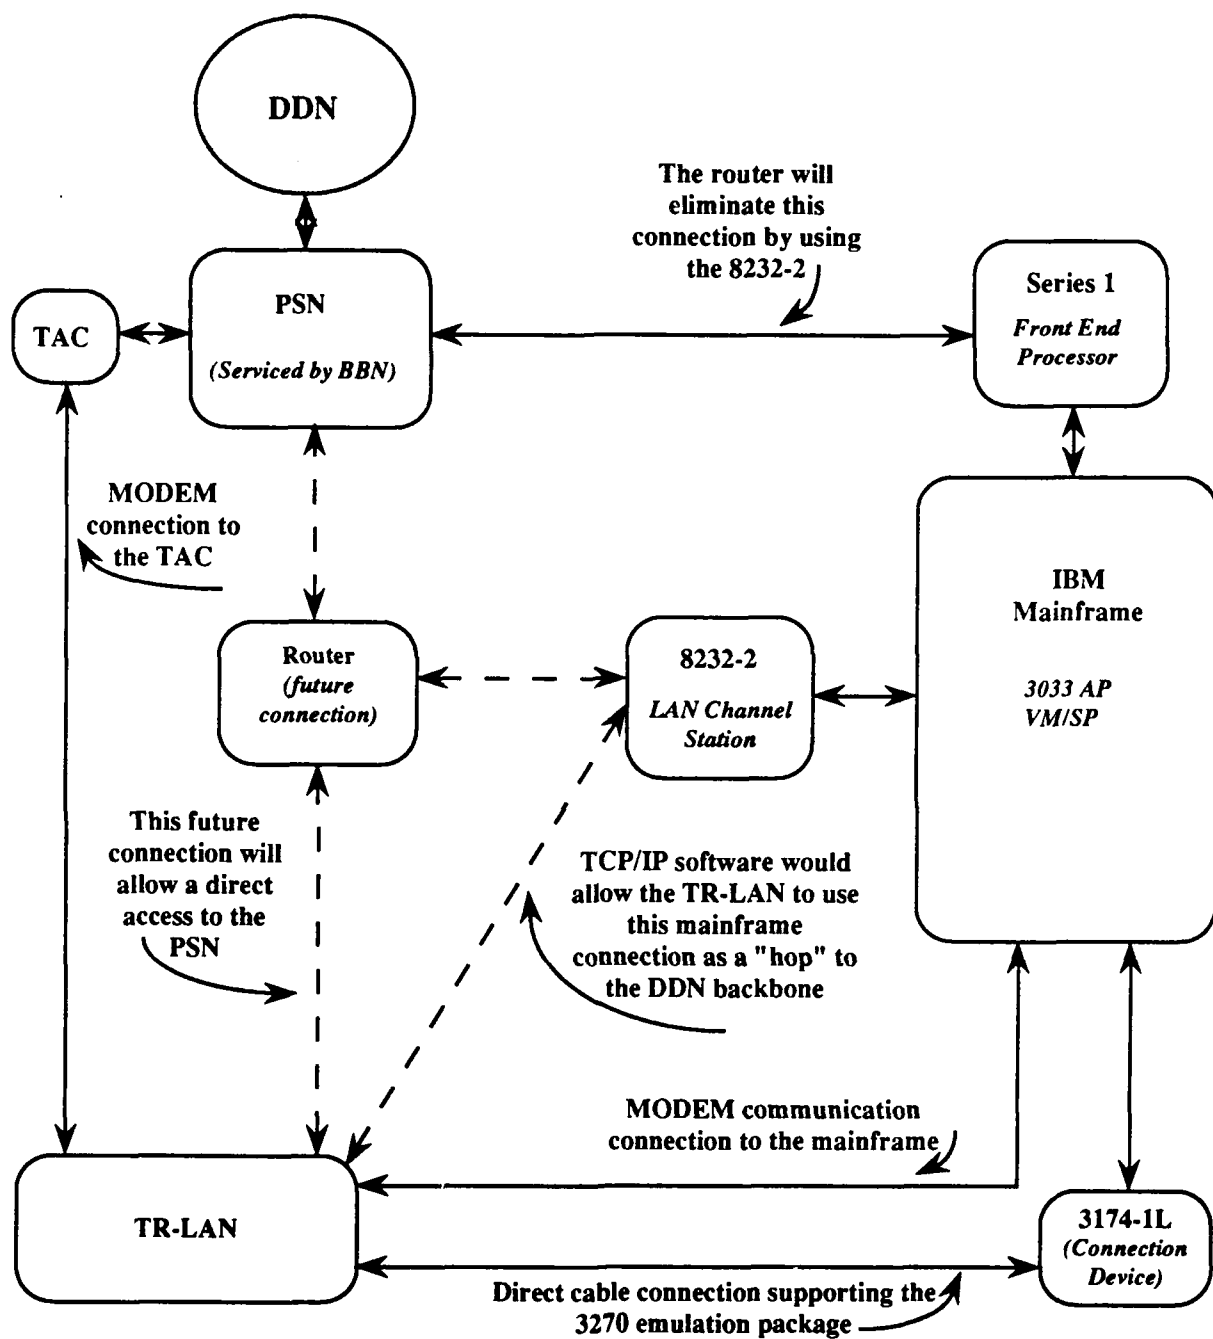 DDN
The router will
eliminate this
connection by using
the 8232-2
PSN
(Serviced by BBN)
TAC
Series 1
Front End
Processor
MODEM
connection to
the TAC
IBM
Mainframe
3033 AP
VM/SP
Router
(future
connection)
8232-2
LAN Channel
Station
This future
connection will
allow a direct
access to the
PSN
TCP/IP software would
allow the TR-LAN to use
this mainframe
connection as a "hop" to
the DDN backbone
MODEM communication
connection to the mainframe
TR-LAN
3174-1L
(Connection
Device)
Direct cable connection supporting the
3270 emulation package